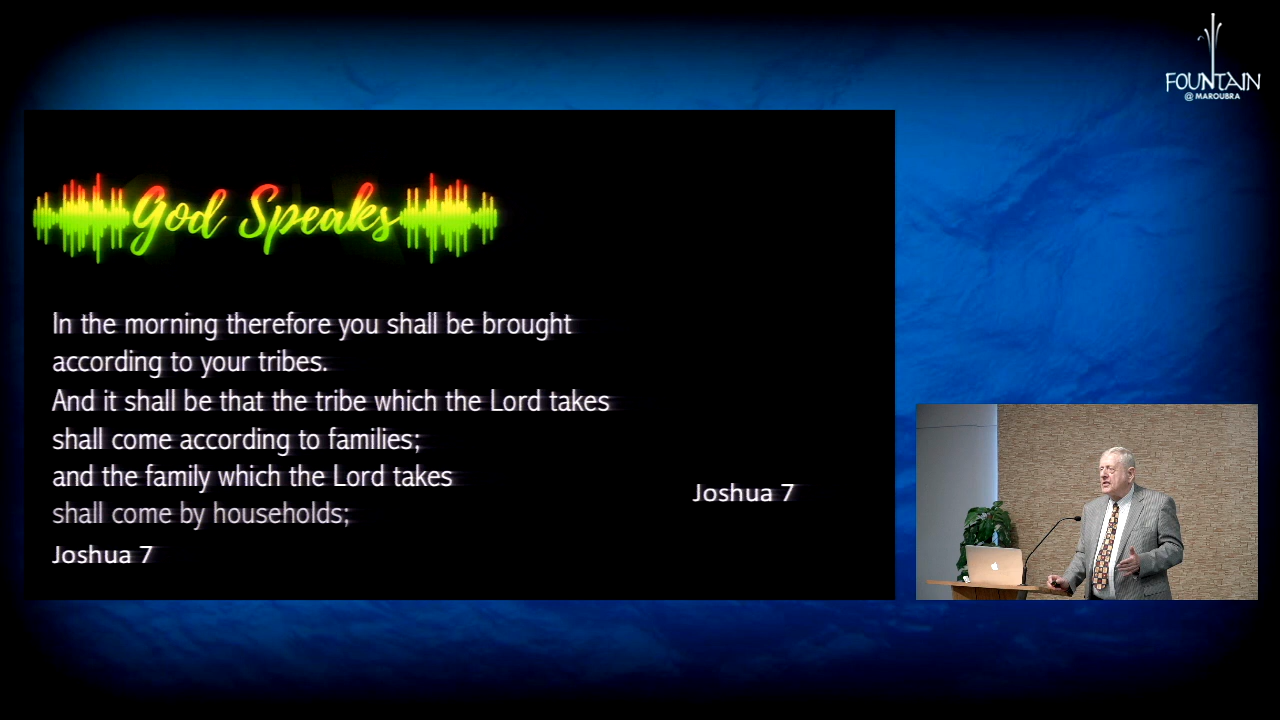 FOUNTAIN
@ MAROUBRA
God Speaks
In the morning therefore you shall be brought
according to your tribes.
And it shall be that the tribe which the Lord takes
shall come according to families;
and the family which the Lord takes
shall come by households;
Joshua 7
Joshua 7